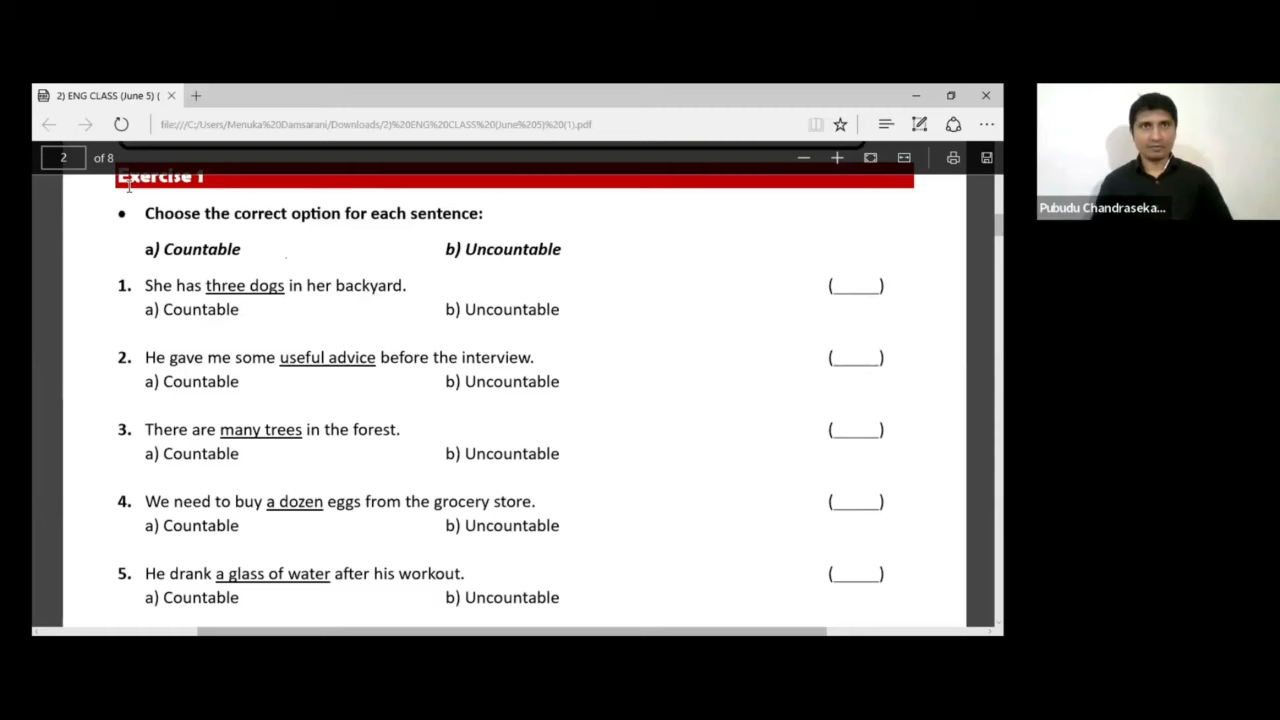 2) ENG CLASS (June 5) (
file:///C:/Users/Menuka%20Damsarani/Downloads/2)%20ENG%20CLASS%20(June%205)%20(1).pdf
2 of 8
Exercise 1
• Choose the correct option for each sentence:
a) Countable b) Uncountable
1. She has three dogs in her backyard. (_____)
a) Countable b) Uncountable
2. He gave me some useful advice before the interview. (_____)
a) Countable b) Uncountable
3. There are many trees in the forest. (_____)
a) Countable b) Uncountable
4. We need to buy a dozen eggs from the grocery store. (_____)
a) Countable b) Uncountable
5. He drank a glass of water after his workout. (_____)
a) Countable b) Uncountable
Pubudu Chandraseka...